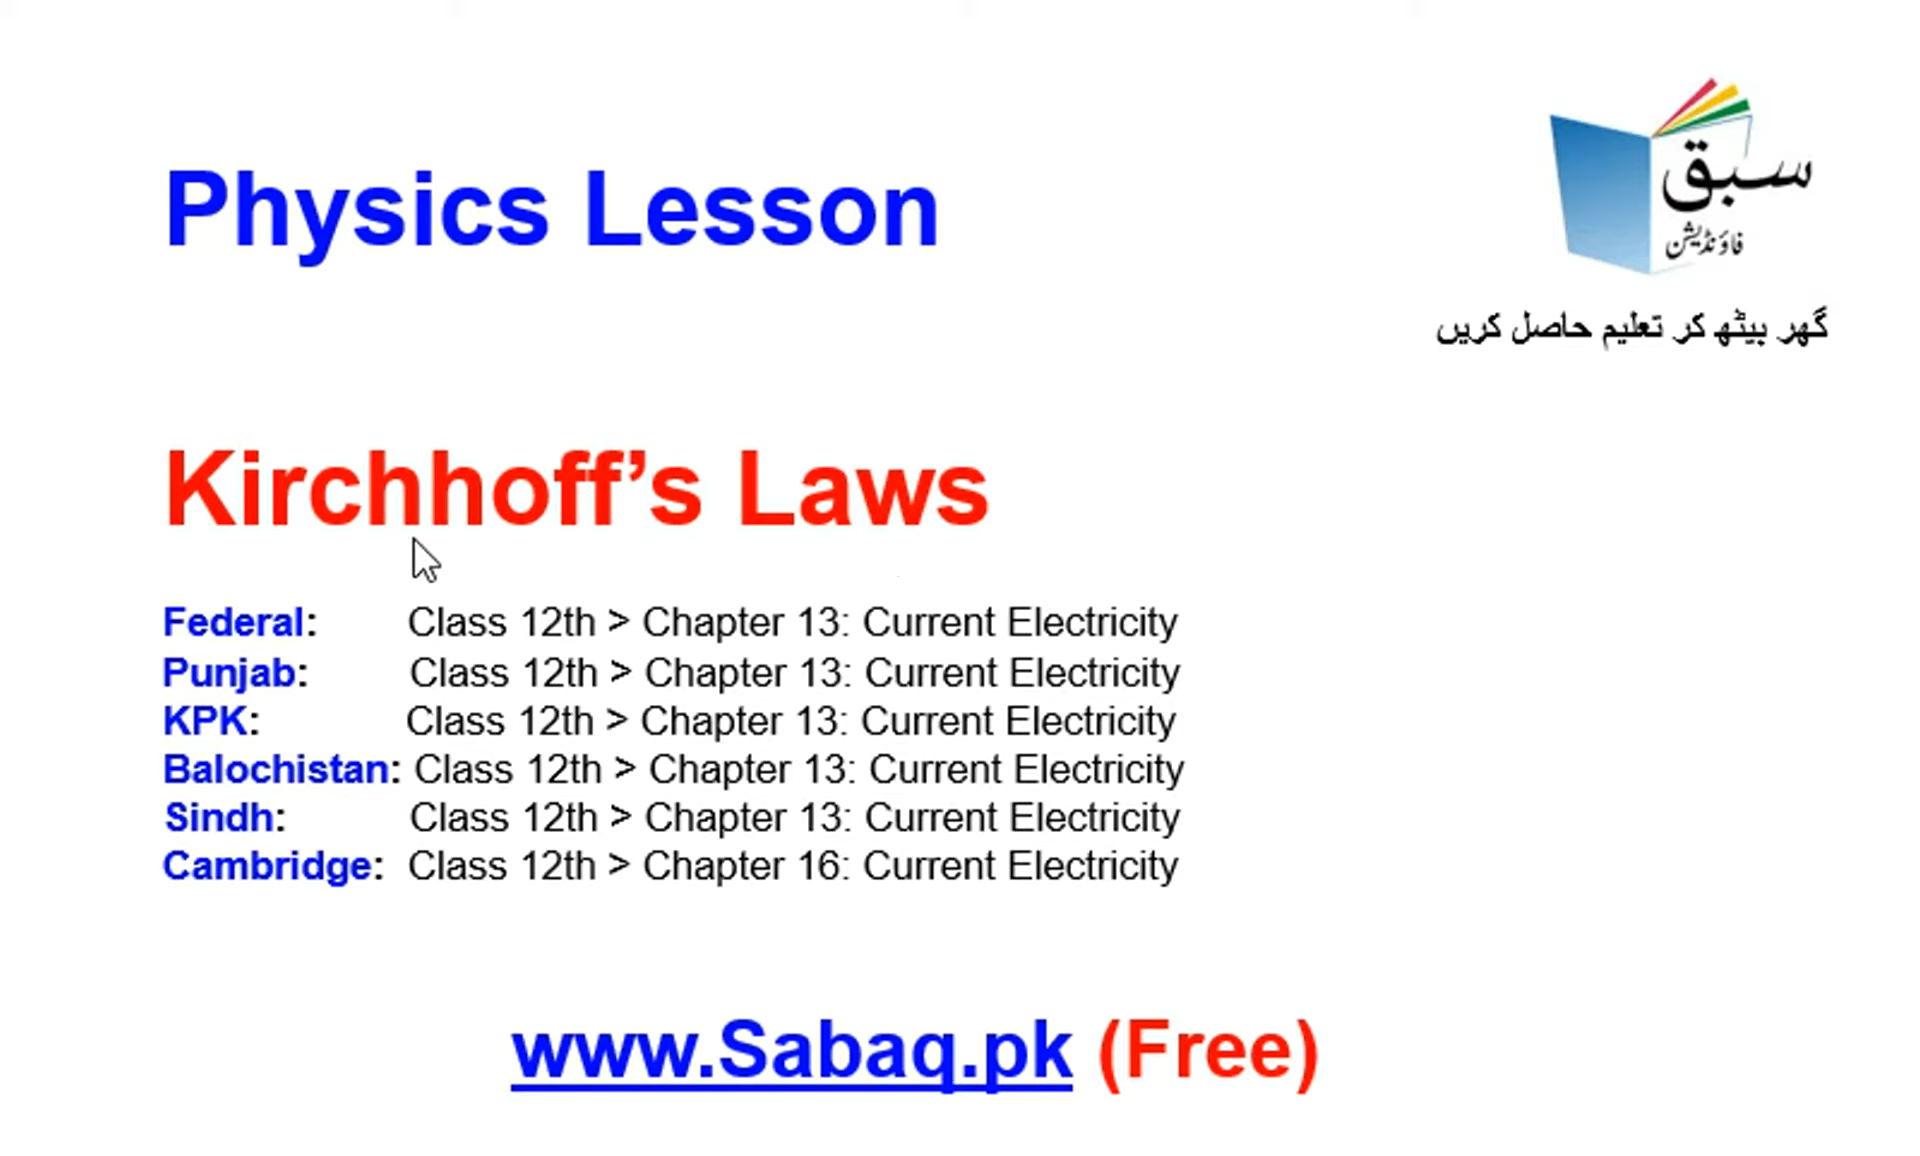 Physics Lesson
سبق
فاؤنڈیشن
گھر بیٹھ کر تعلیم حاصل کریں
Kirchhoff’s Laws
Federal: Class 12th > Chapter 13: Current Electricity
Punjab: Class 12th > Chapter 13: Current Electricity
KPK: Class 12th > Chapter 13: Current Electricity
Balochistan: Class 12th > Chapter 13: Current Electricity
Sindh: Class 12th > Chapter 13: Current Electricity
Cambridge: Class 12th > Chapter 16: Current Electricity
www.Sabaq.pk (Free)